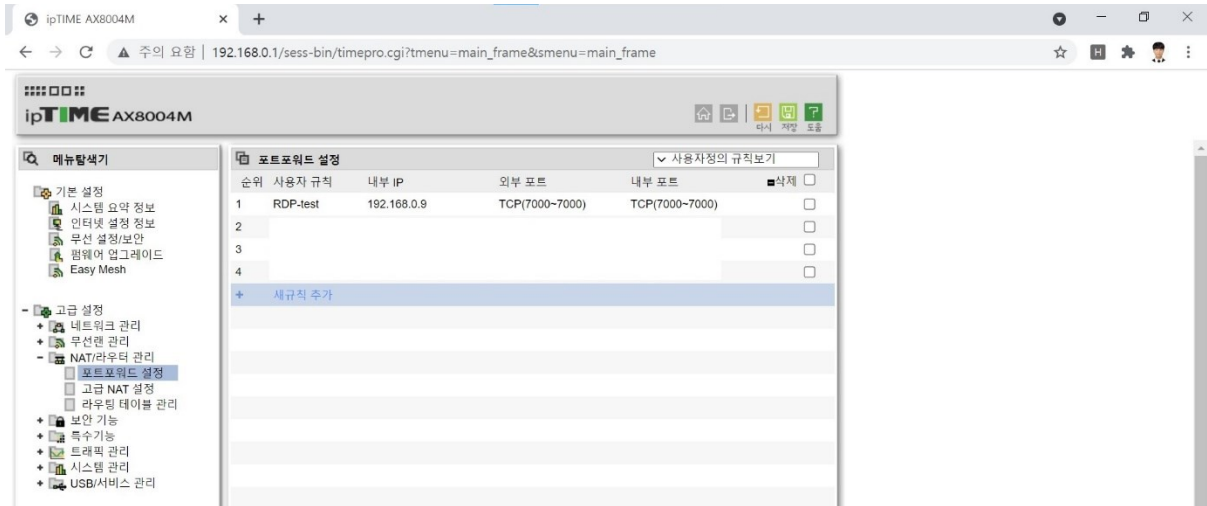 ipTIME AX8004M
주의 요함 | 192.168.0.1/sess-bin/timepro.cgi?tmenu=main_frame&smenu=main_frame
H
ipTIME AX8004M
다시 저장 도움
메뉴탐색기
기본 설정
시스템 요약 정보
인터넷 설정 정보
무선 설정/보안
펌웨어 업그레이드
Easy Mesh
고급 설정
네트워크 관리
무선랜 관리
NAT/라우터 관리
포트포워드 설정
고급 NAT 설정
라우팅 테이블 관리
보안 기능
특수기능
트래픽 관리
시스템 관리
USB/서비스 관리
포트포워드 설정 사용자정의 규칙보기
순위 사용자 규칙 내부 IP 외부 포트 내부 포트 삭제
1 RDP-test 192.168.0.9 TCP(7000~7000) TCP(7000~7000)
2
3
4
+ 새규칙 추가